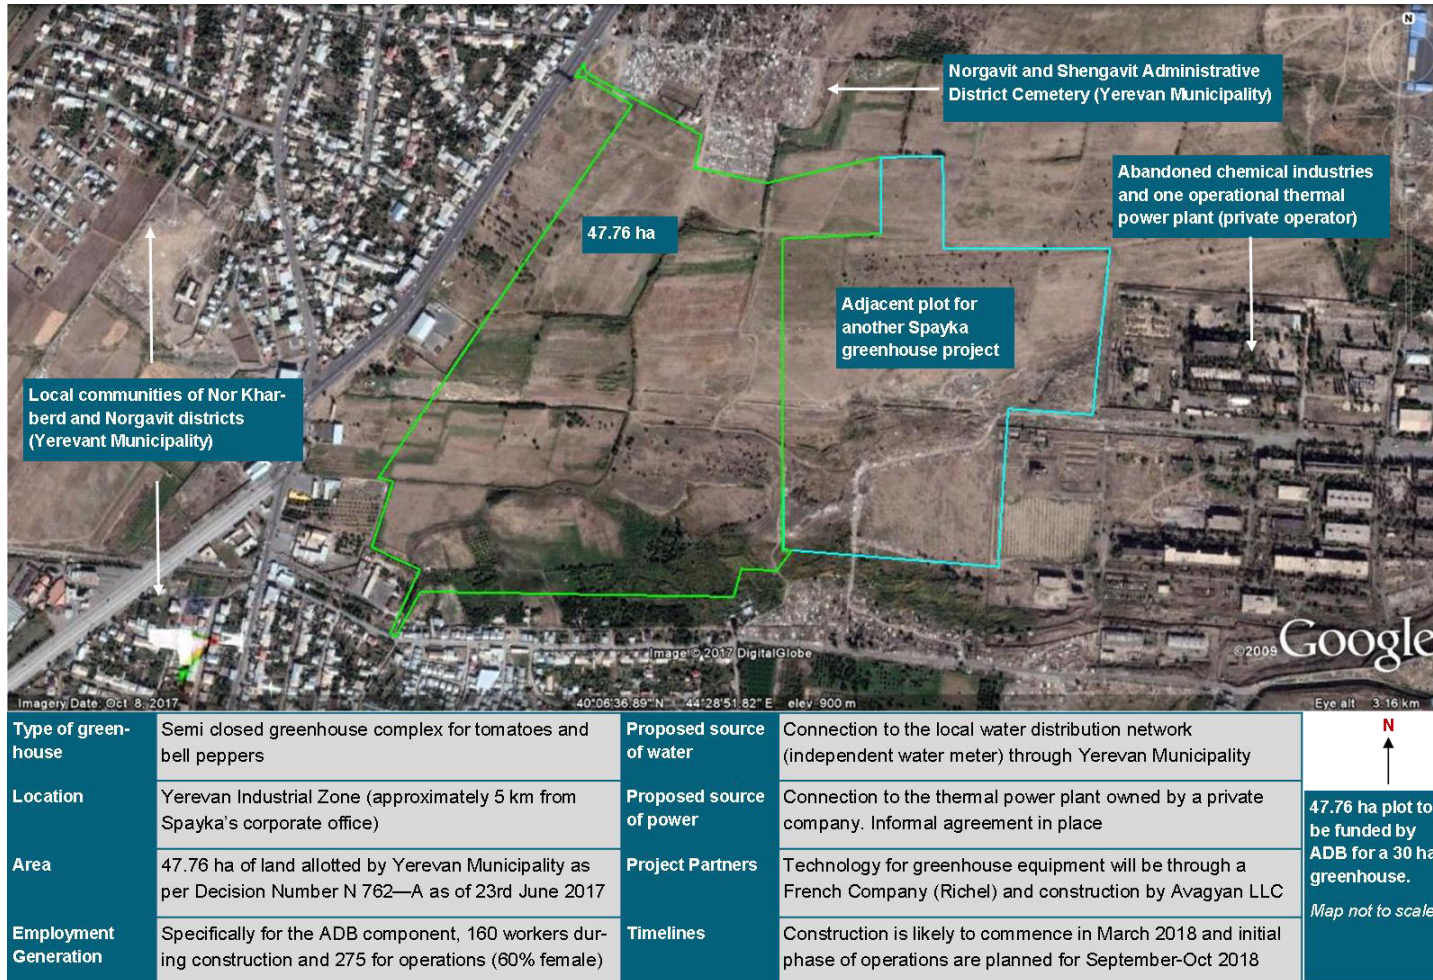 N
Norgavit and Shengavit Administrative
District Cemetery (Yerevan Municipality)
Abandoned chemical industries
and one operational thermal
power plant (private operator)
47.76 ha
Adjacent plot for
another Spayka
greenhouse project
Local communities of Nor Khar-
berd and Norgavit districts
(Yerevant Municipality)
Image © 2017 DigitalGlobe
©2009 Google
Imagery Date: Oct 8, 2017
40°06'36.89" N 44°28'51.82" E elev 900 m
Eye alt 3.16 km
Type of green-
house
Semi closed greenhouse complex for tomatoes and
bell peppers
Proposed source
of water
Connection to the local water distribution network
(independent water meter) through Yerevan Municipality
Location
Yerevan Industrial Zone (approximately 5 km from
Spayka's corporate office)
Proposed source
of power
Connection to the thermal power plant owned by a private
company. Informal agreement in place
Area
47.76 ha of land allotted by Yerevan Municipality as
per Decision Number N 762—A as of 23rd June 2017
Project Partners
Technology for greenhouse equipment will be through a
French Company (Richel) and construction by Avagyan LLC
Employment
Generation
Specifically for the ADB component, 160 workers dur-
ing construction and 275 for operations (60% female)
Timelines
Construction is likely to commence in March 2018 and initial
phase of operations are planned for September-Oct 2018
N
47.76 ha plot to
be funded by
ADB for a 30 ha
greenhouse.
Map not to scale